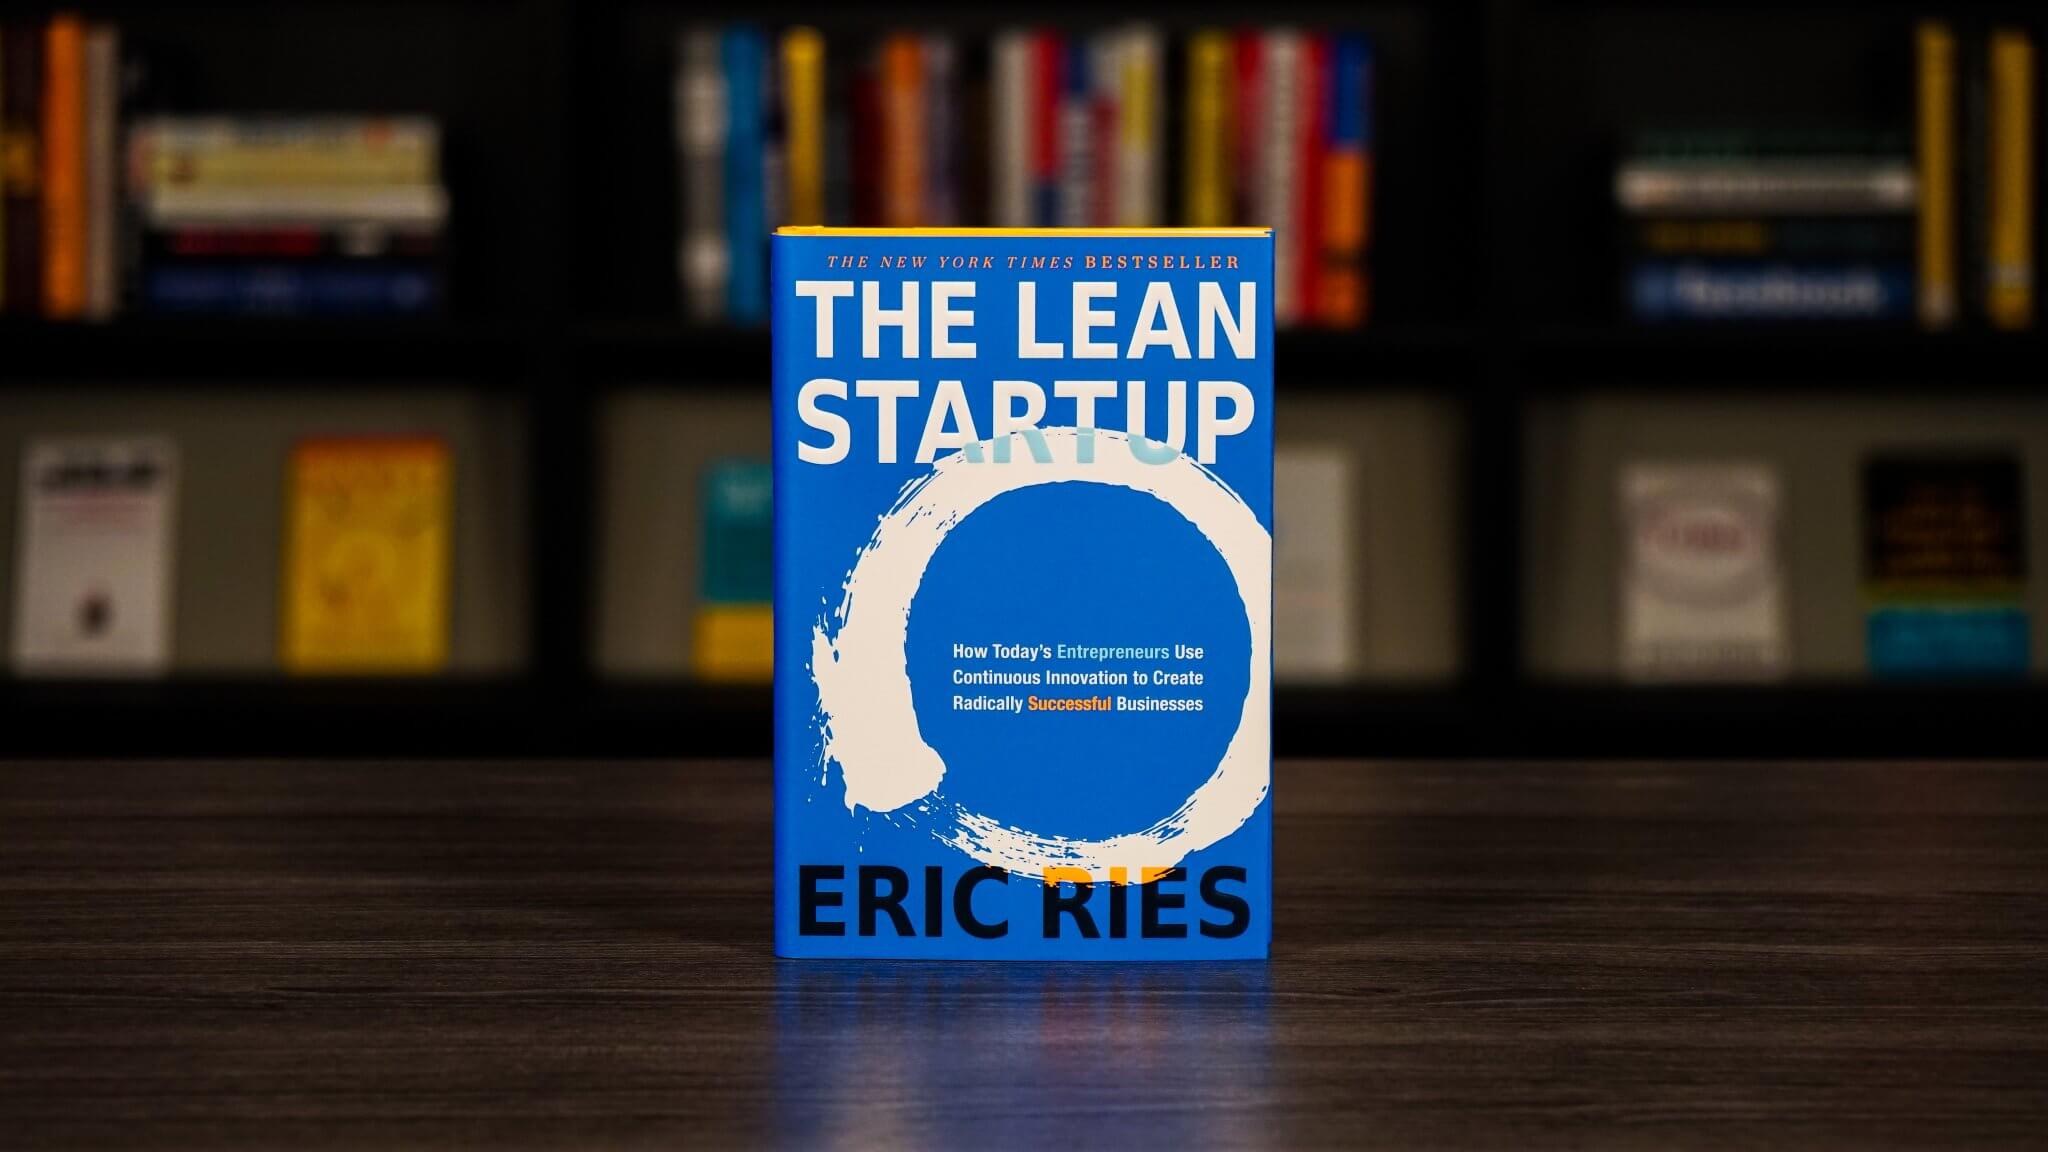 THE NEW YORK TIMES BESTSELLER
THE LEAN
STARTUP
How Today's Entrepreneurs Use
Continuous Innovation to Create
Radically Successful Businesses
ERIC RIES